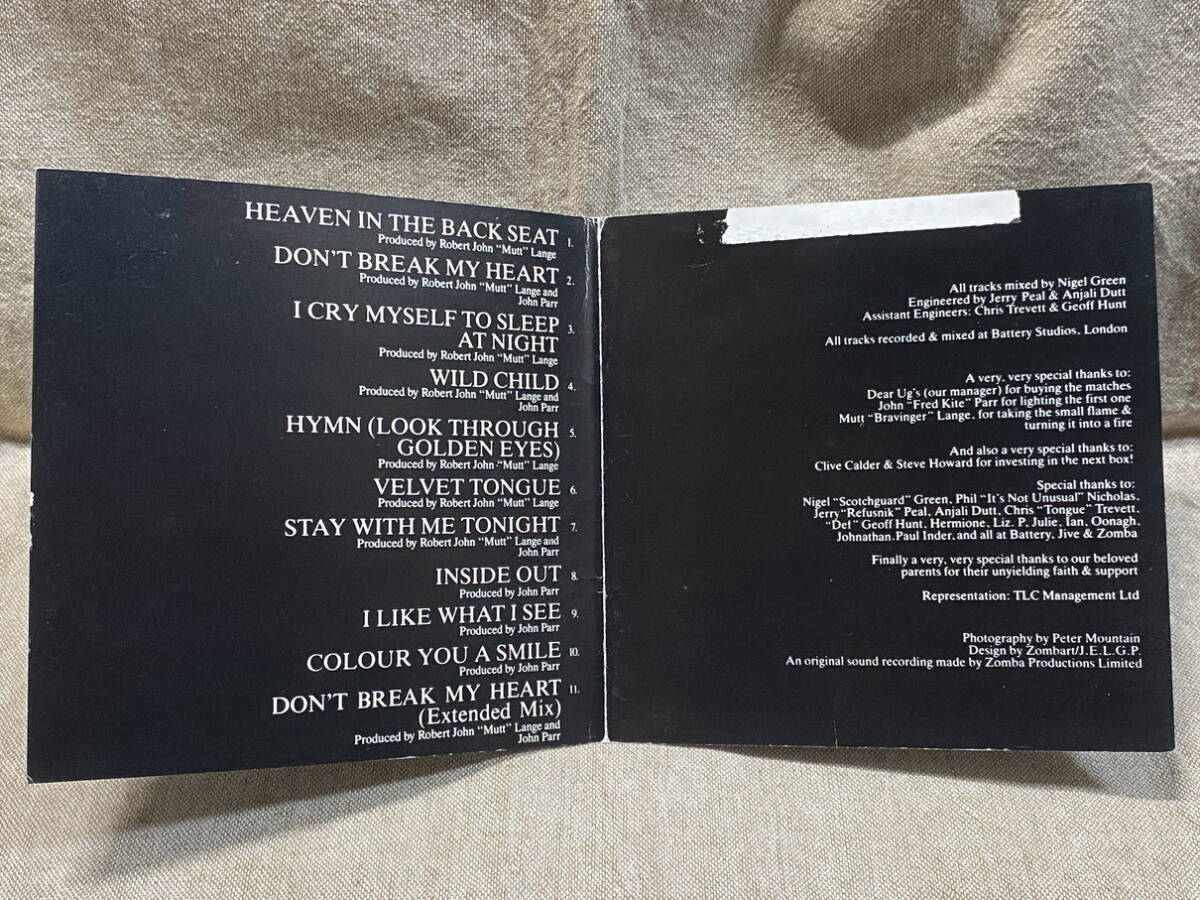 HEAVEN IN THE BACK SEAT 1.
Produced by Robert John "Mutt" Lange
DON'T BREAK MY HEART 2.
Produced by Robert John "Mutt" Lange and
John Parr
I CRY MYSELF TO SLEEP 3.
AT NIGHT
Produced by Robert John "Mutt" Lange
WILD CHILD 4.
Produced by Robert John "Mutt" Lange and
John Parr
HYMN (LOOK THROUGH 5.
GOLDEN EYES)
Produced by Robert John "Mutt" Lange
VELVET TONGUE 6.
Produced by Robert John "Mutt" Lange
STAY WITH ME TONIGHT 7.
Produced by Robert John "Mutt" Lange and
John Parr
INSIDE OUT 8.
Produced by John Parr
I LIKE WHAT I SEE 9.
Produced by John Parr
COLOUR YOU A SMILE 10.
Produced by John Parr
DON'T BREAK MY HEART 11.
(Extended Mix)
Produced by Robert John "Mutt" Lange and
John Parr
All tracks mixed by Nigel Green
Engineered by Jerry Peal & Anjali Dutt
Assistant Engineers: Chris Trevett & Geoff Hunt
All tracks recorded & mixed at Battery Studios, London
A very, very special thanks to:
Dear Ug's (our manager) for buying the matches
John "Fred Kite" Parr for lighting the first one
Mutt "Bravinger" Lange, for taking the small flame &
turning it into a fire
And also a very special thanks to:
Clive Calder & Steve Howard for investing in the next box!
Special thanks to:
Nigel "Scotchguard" Green, Phil "It's Not Unusual" Nicholas,
Jerry "Refusnik" Peal, Anjali Dutt, Chris "Tongue" Trevett,
"Def" Geoff Hunt, Hermione, Liz. P, Julie, Ian, Oonagh,
Johnathan, Paul Inder, and all at Battery, Jive & Zomba
Finally a very, very special thanks to our beloved
parents for their unyielding faith & support
Representation: TLC Management Ltd
Photography by Peter Mountain
Design by Zombart/J.E.L.G.P.
An original sound recording made by Zomba Productions Limited